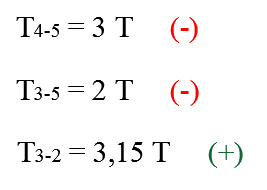 T4-5 = 3 T (-)
T3-5 = 2 T (-)
T3-2 = 3,15 T (+)